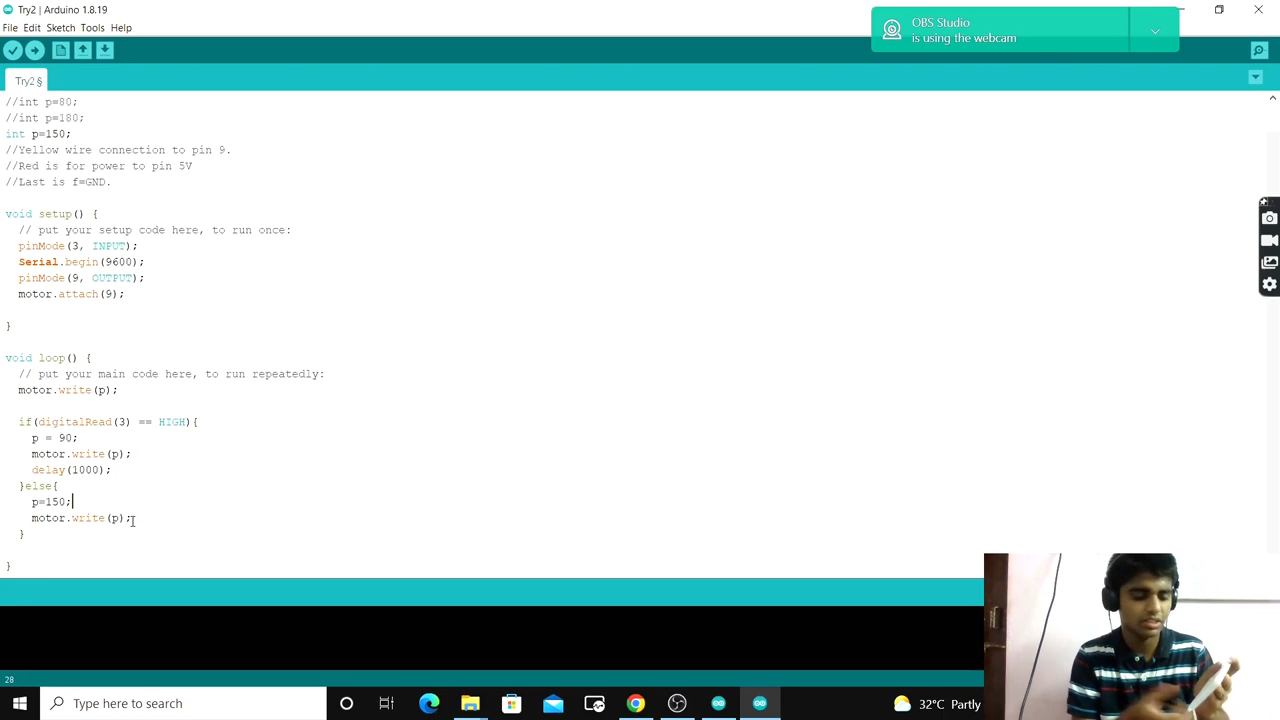 Try2 | Arduino 1.8.19
File Edit Sketch Tools Help
OBS Studio
is using the webcam
Try2 §
//int p=80;
//int p=180;
int p=150;
//Yellow wire connection to pin 9.
//Red is for power to pin 5V
//Last is f=GND.
void setup() {
// put your setup code here, to run once:
pinMode(3, INPUT);
Serial.begin(9600);
pinMode(9, OUTPUT);
motor.attach(9);
}
void loop() {
// put your main code here, to run repeatedly:
motor.write(p);
if(digitalRead(3) == HIGH){
p = 90;
motor.write(p);
delay(1000);
}else{
p=150;
motor.write(p);
}
}
28
Type here to search
32°C Partly